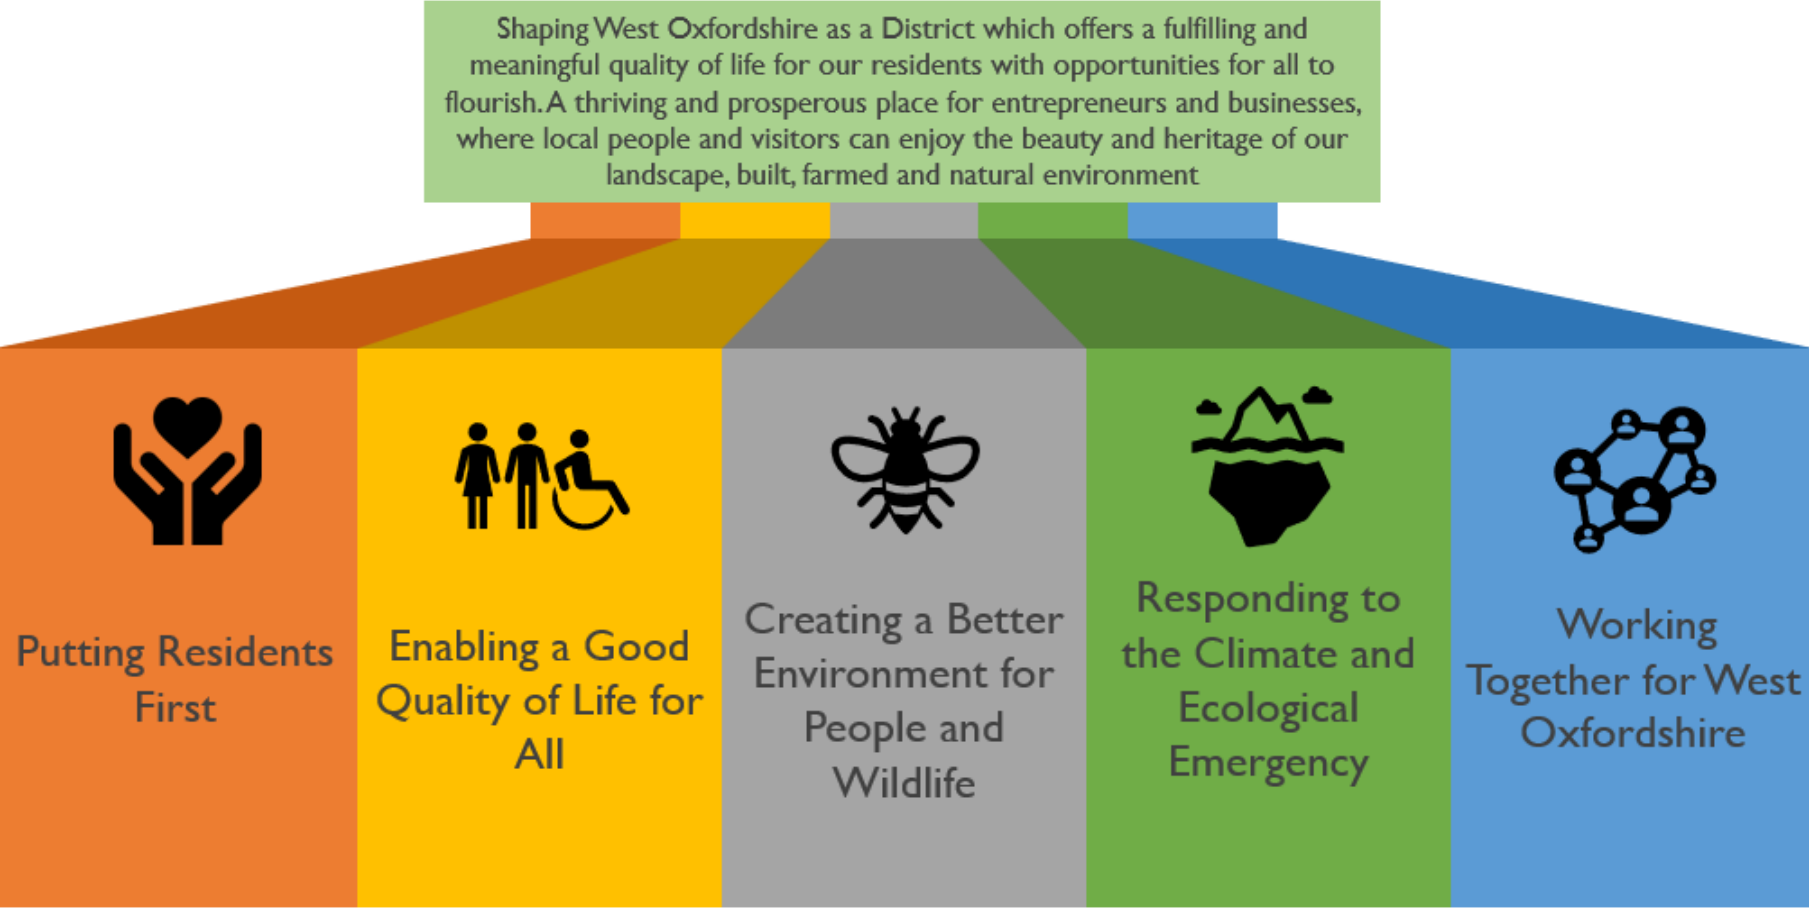 Shaping West Oxfordshire as a District which offers a fulfilling and
meaningful quality of life for our residents with opportunities for all to
flourish. A thriving and prosperous place for entrepreneurs and businesses,
where local people and visitors can enjoy the beauty and heritage of our
landscape, built, farmed and natural environment
Putting Residents
First
Enabling a Good
Quality of Life for
All
Creating a Better
Environment for
People and
Wildlife
Responding to
the Climate and
Ecological
Emergency
Working
Together for West
Oxfordshire